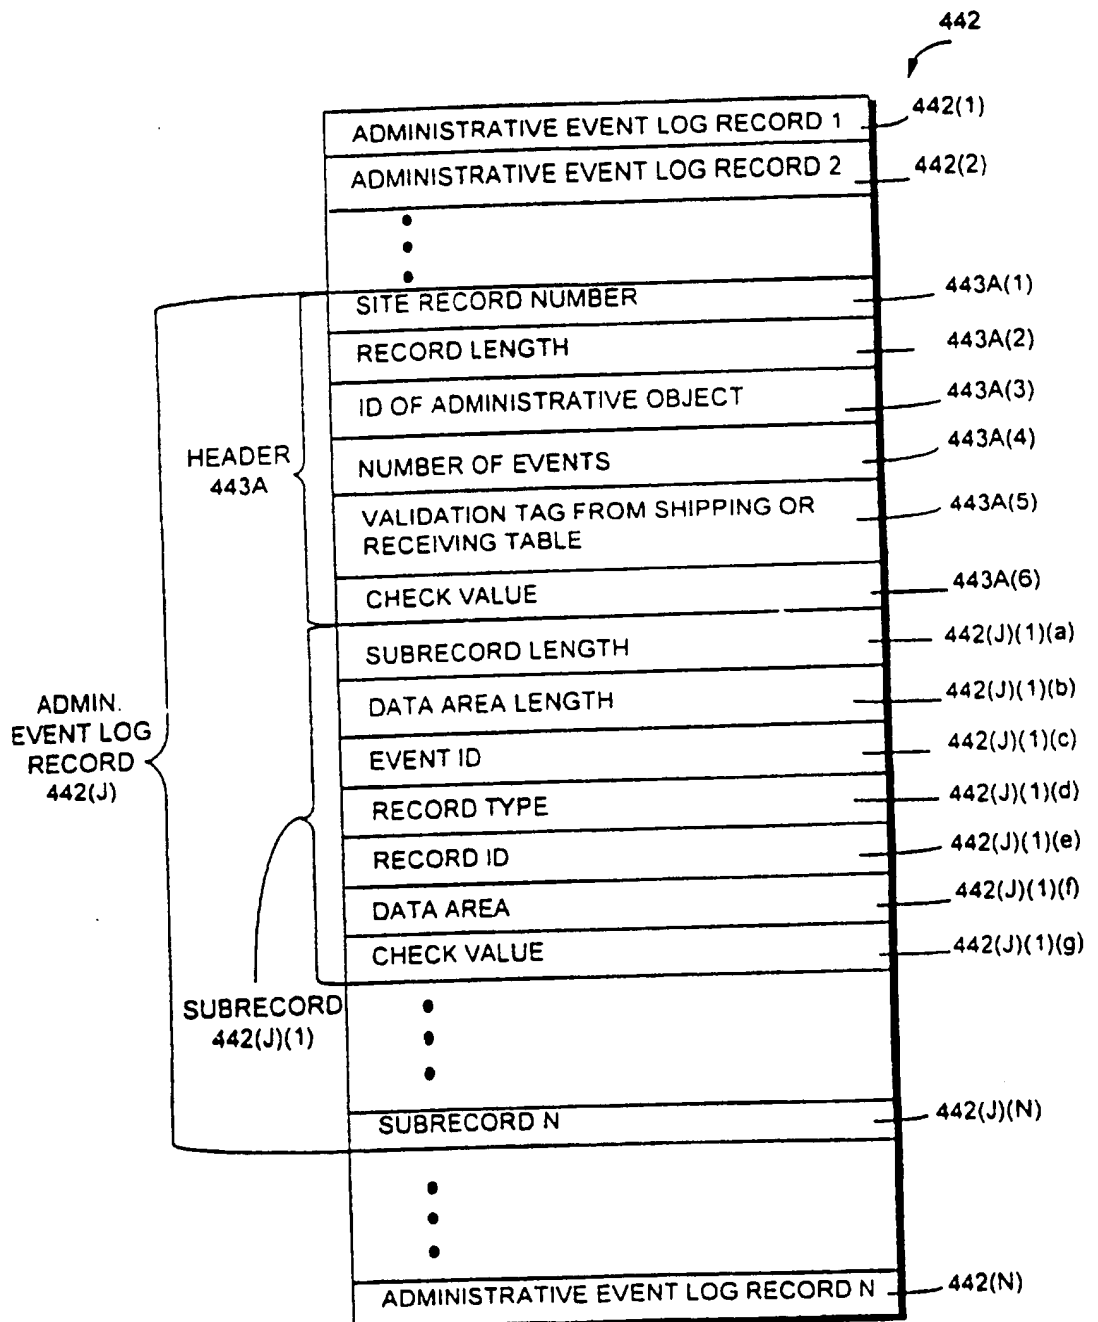 442
ADMINISTRATIVE EVENT LOG RECORD 1 442(1)
ADMINISTRATIVE EVENT LOG RECORD 2 442(2)
SITE RECORD NUMBER 443A(1)
RECORD LENGTH 443A(2)
ID OF ADMINISTRATIVE OBJECT 443A(3)
HEADER
443A
NUMBER OF EVENTS 443A(4)
VALIDATION TAG FROM SHIPPING OR
RECEIVING TABLE 443A(5)
CHECK VALUE 443A(6)
SUBRECORD LENGTH 442(J)(1)(a)
DATA AREA LENGTH 442(J)(1)(b)
ADMIN.
EVENT LOG
RECORD
442(J)
EVENT ID 442(J)(1)(c)
RECORD TYPE 442(J)(1)(d)
RECORD ID 442(J)(1)(e)
DATA AREA 442(J)(1)(f)
CHECK VALUE 442(J)(1)(g)
SUBRECORD
442(J)(1)
SUBRECORD N 442(J)(N)
ADMINISTRATIVE EVENT LOG RECORD N 442(N)